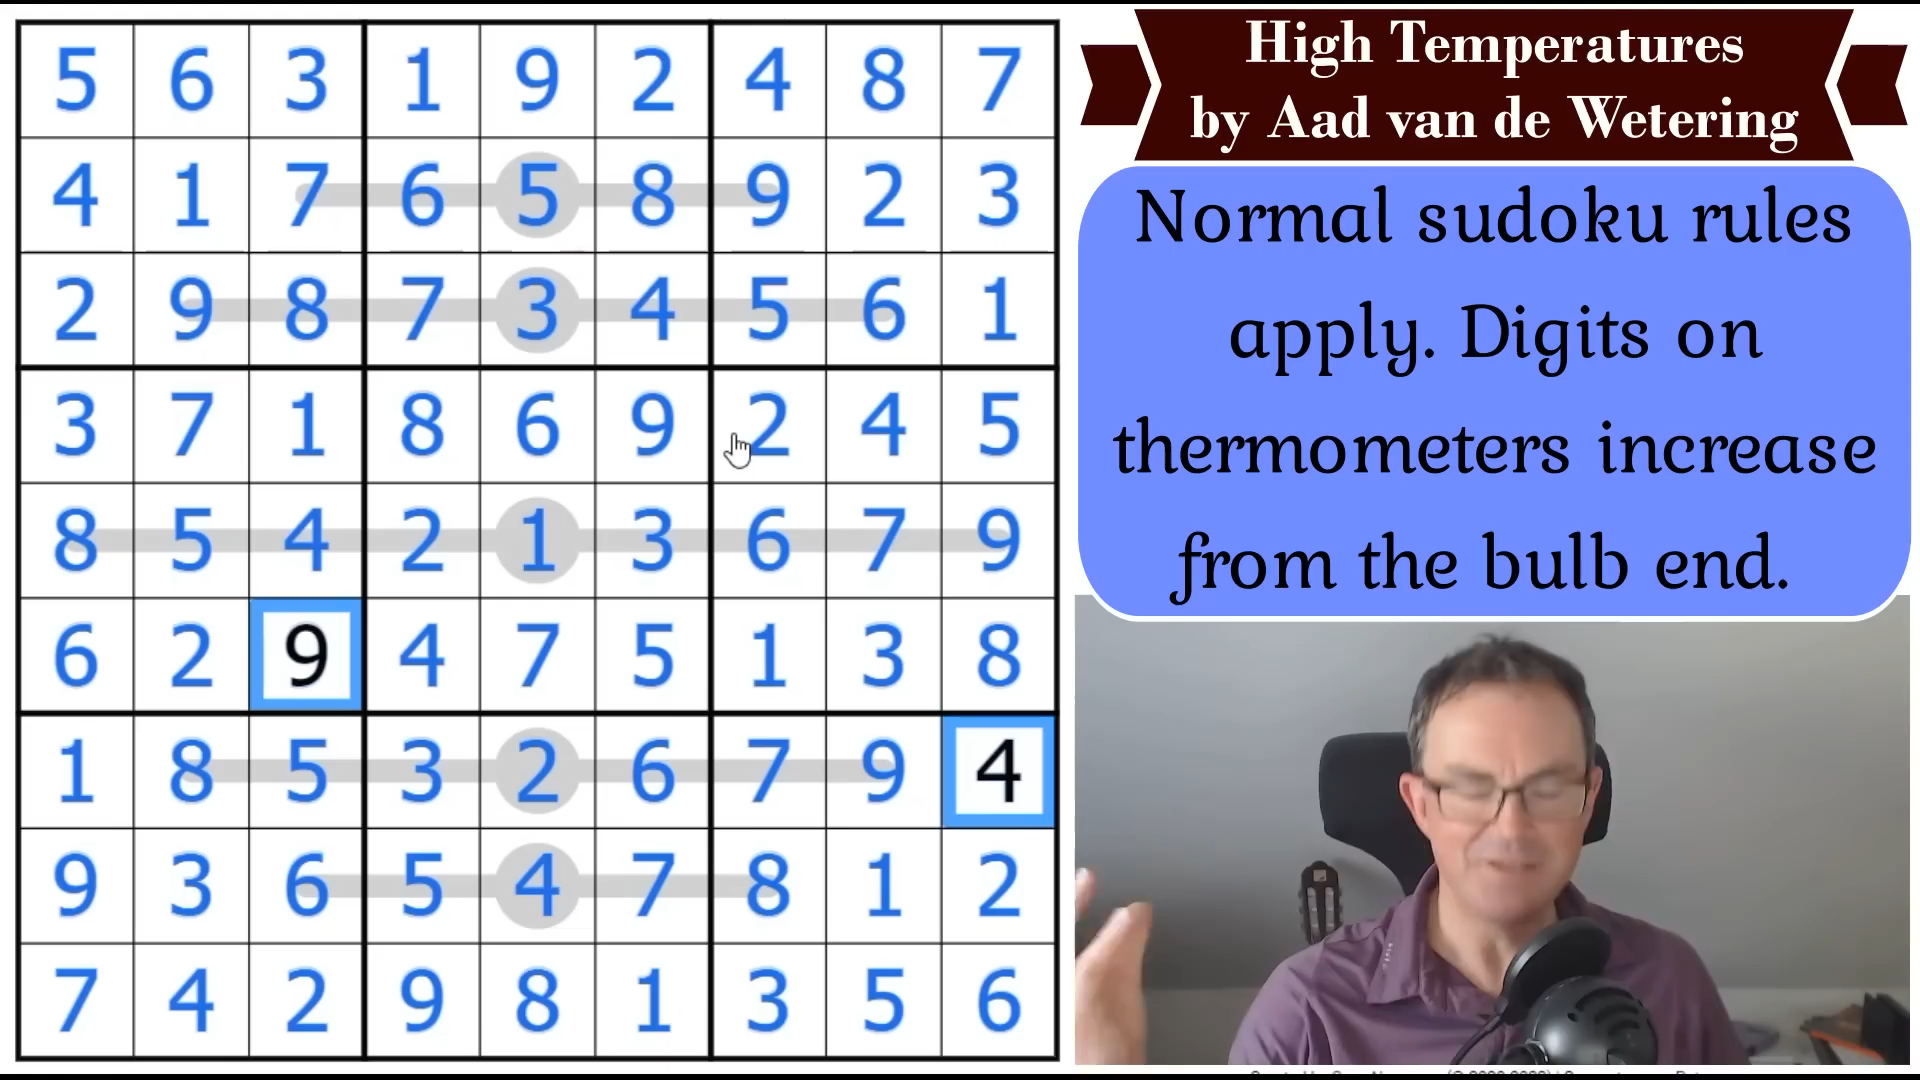 High Temperatures
by Aad van de Wetering
Normal sudoku rules
apply. Digits on
thermometers increase
from the bulb end.
5 6 3 1 9 2 4 8 7
4 1 7 6 5 8 9 2 3
2 9 8 7 3 4 5 6 1
3 7 1 8 6 9 2 4 5
8 5 4 2 1 3 6 7 9
6 2 9 4 7 5 1 3 8
1 8 5 3 2 6 7 9 4
9 3 6 5 4 7 8 1 2
7 4 2 9 8 1 3 5 6